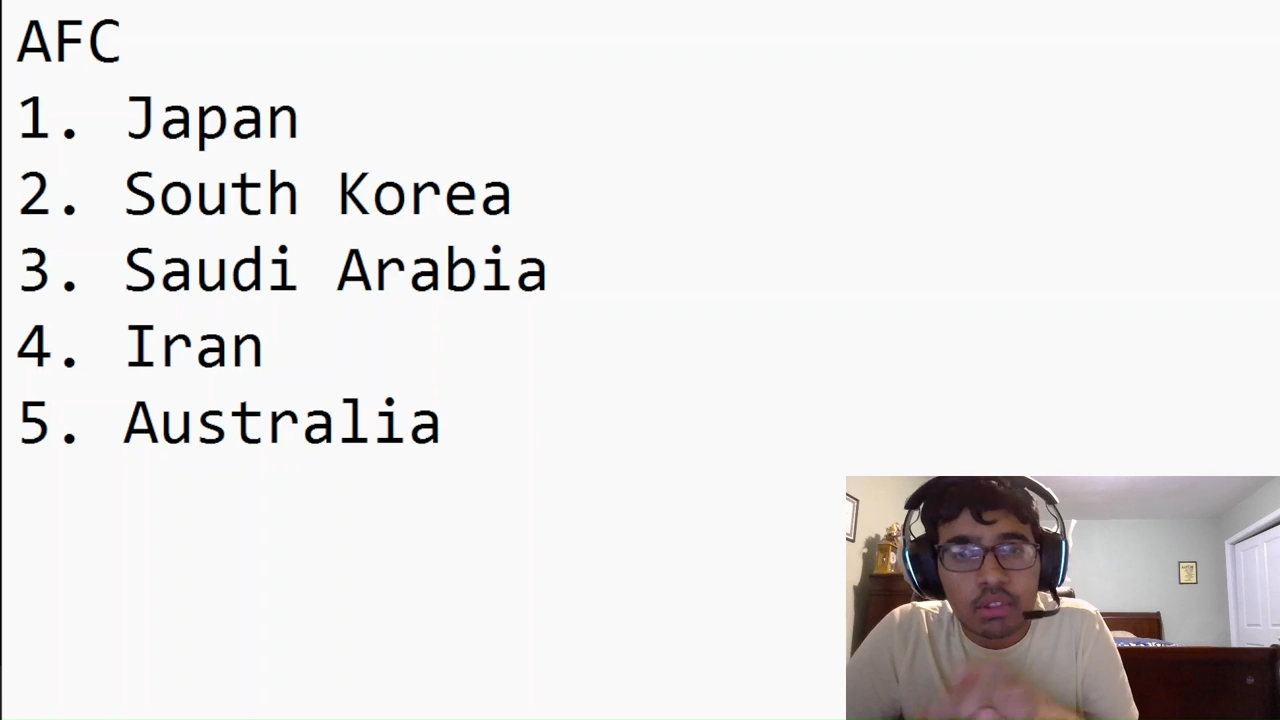 AFC
1. Japan
2. South Korea
3. Saudi Arabia
4. Iran
5. Australia